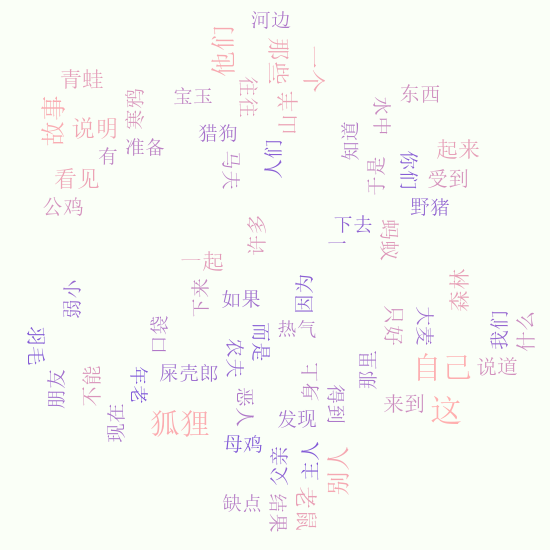 河边
他们
那些
一个
青蛙
往往
宝玉
东西
山羊
寒鸦
水中
故事
说明
猎狗
知道
准备
起来
有
马夫
人们
于是
你们
看见
受到
公鸡
野猪
许多
下去
一
蚂蚁
一起
森林
弱小
下来
如果
因为
口袋
热气
只好
大麦
我们
什么
羽毛
农夫
而是
朋友
不能
年老
屎壳郎
那里
自己
说道
恶人
得到
来到
这
现在
狐狸
发现
母鸡
父亲
主人
别人
缺点
结果
老鼠